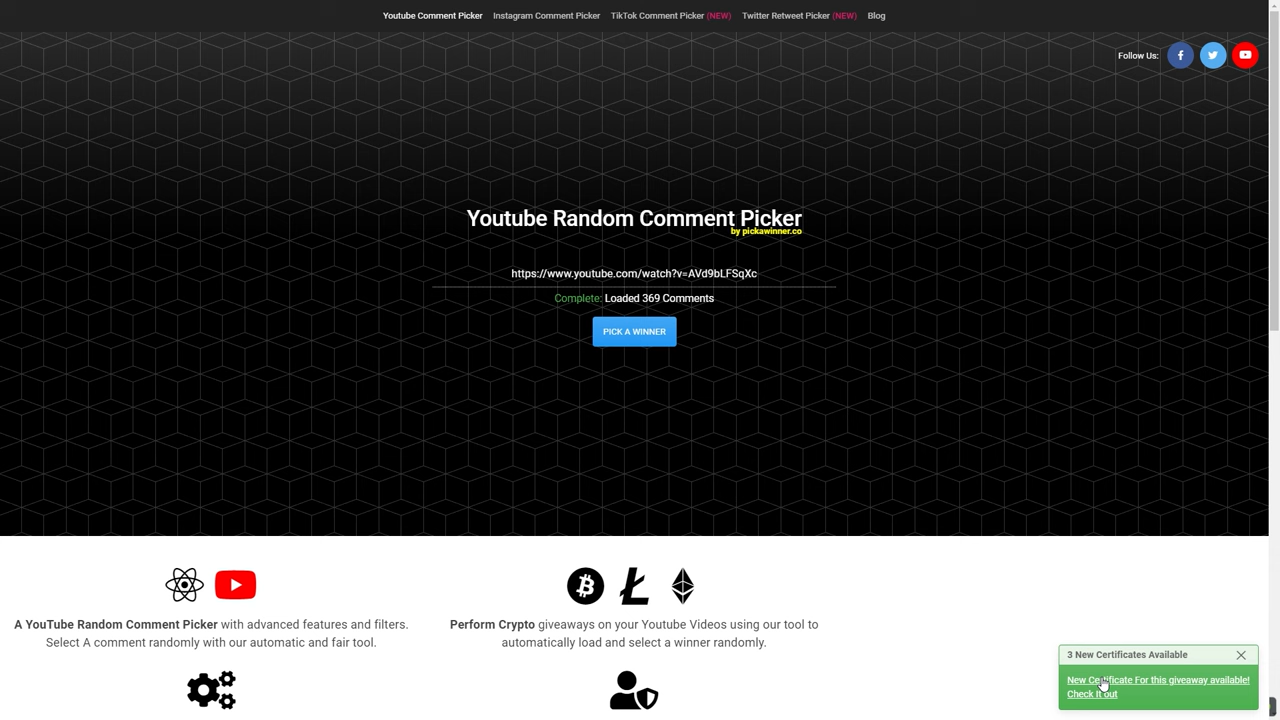 Youtube Comment Picker Instagram Comment Picker TikTok Comment Picker (NEW) Twitter Retweet Picker (NEW) Blog
Follow Us:
Youtube Random Comment Picker
by pickawinner.co
https://www.youtube.com/watch?v=AVd9bLFSqXc
Complete: Loaded 369 Comments
PICK A WINNER
A YouTube Random Comment Picker with advanced features and filters.
Select A comment randomly with our automatic and fair tool.
Perform Crypto giveaways on your Youtube Videos using our tool to
automatically load and select a winner randomly.
3 New Certificates Available
New Certificate For this giveaway available!
Check It out